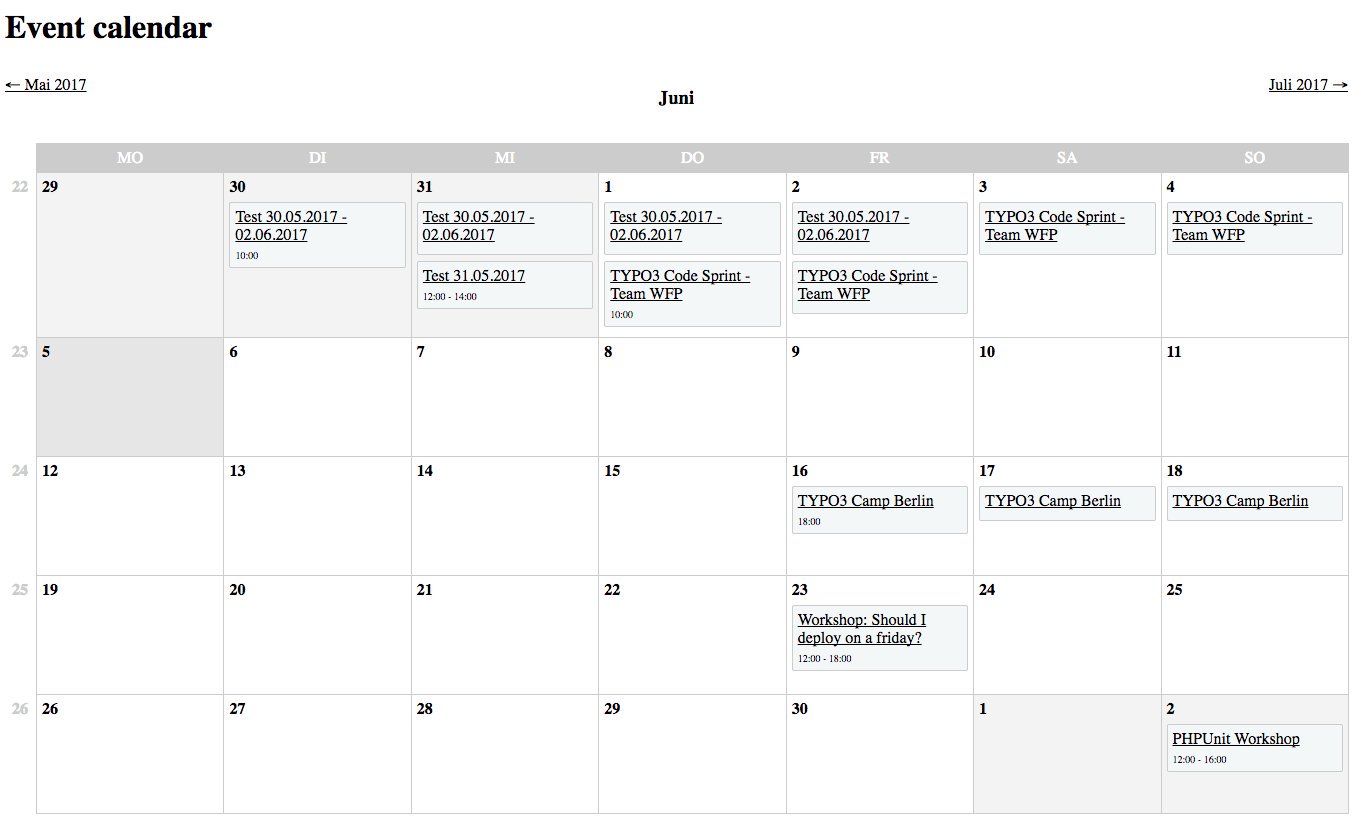 Event calendar
← Mai 2017
Juni
Juli 2017 →
MO DI MI DO FR SA SO
22 29 30 31 1 2 3 4
Test 30.05.2017 -
02.06.2017
10:00
Test 30.05.2017 -
02.06.2017
Test 31.05.2017
12:00 - 14:00
Test 30.05.2017 -
02.06.2017
TYPO3 Code Sprint -
Team WFP
10:00
Test 30.05.2017 -
02.06.2017
TYPO3 Code Sprint -
Team WFP
TYPO3 Code Sprint -
Team WFP
TYPO3 Code Sprint -
Team WFP
23 5 6 7 8 9 10 11
24 12 13 14 15 16 17 18
TYPO3 Camp Berlin
18:00
TYPO3 Camp Berlin
TYPO3 Camp Berlin
25 19 20 21 22 23 24 25
Workshop: Should I
deploy on a friday?
12:00 - 18:00
26 26 27 28 29 30 1 2
PHPUnit Workshop
12:00 - 16:00